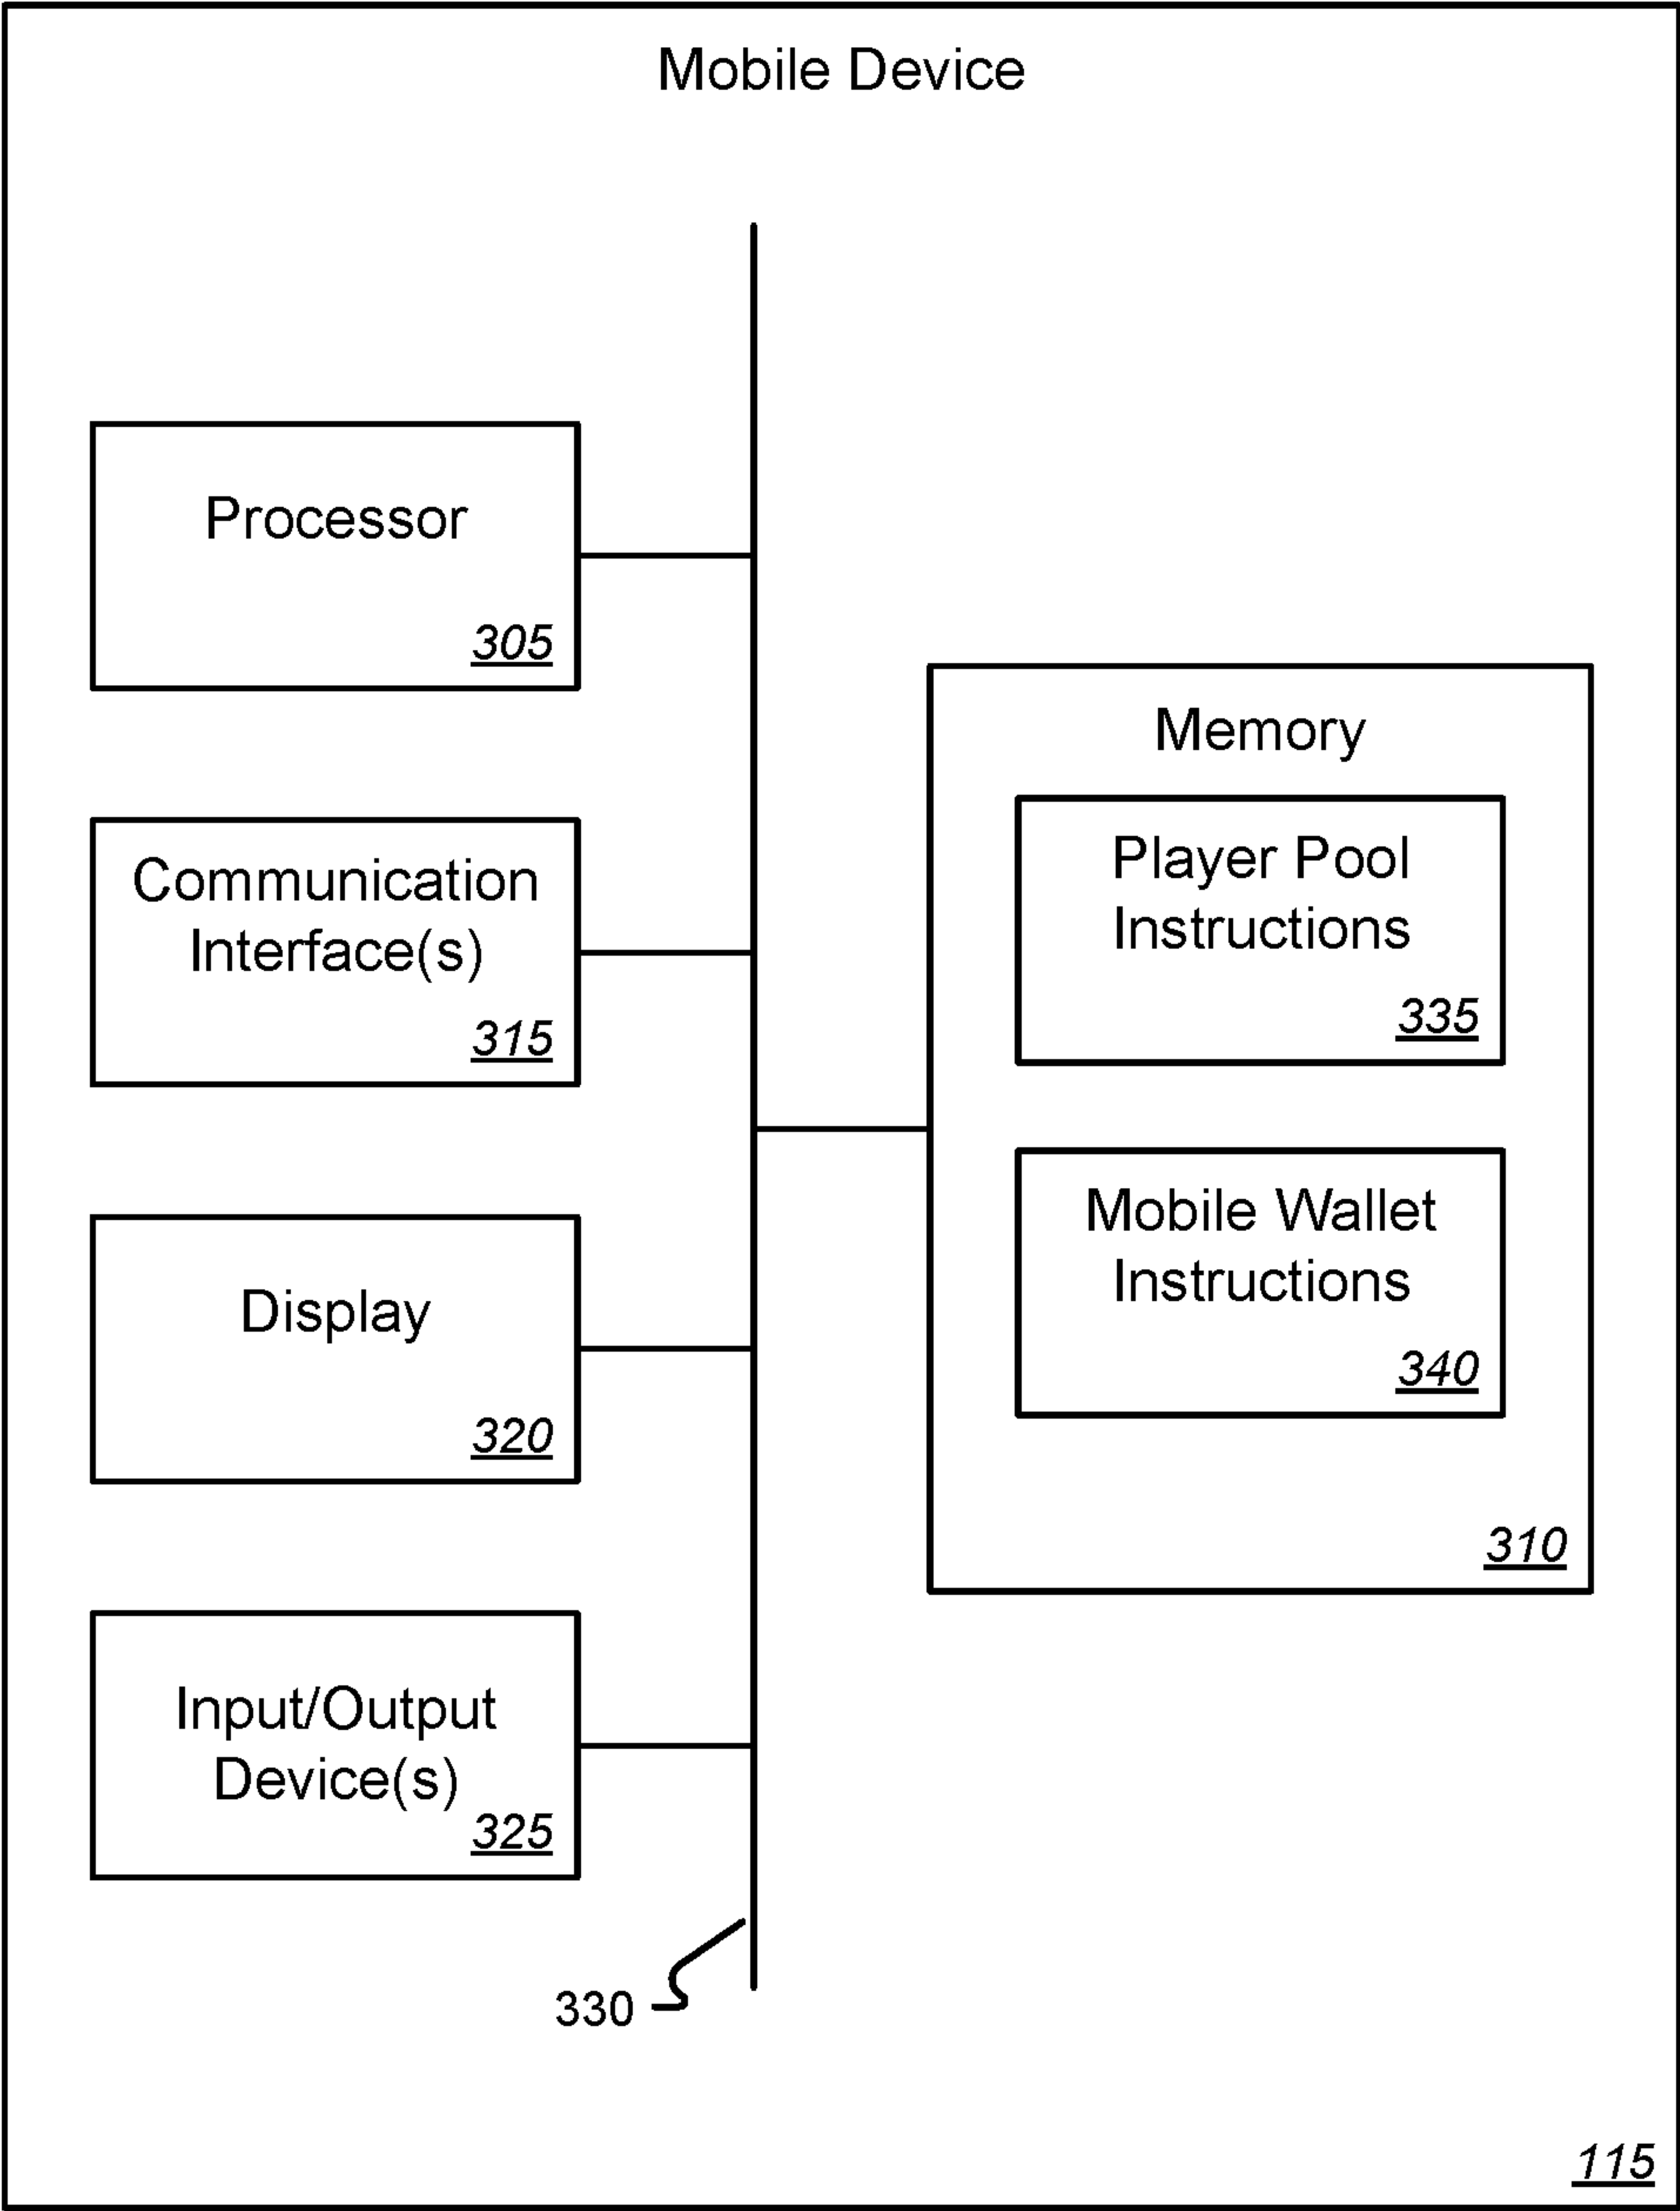 Mobile Device
Processor
305
Communication
Interface(s)
315
Display
320
Input/Output
Device(s)
325
330
Memory
Player Pool
Instructions
335
Mobile Wallet
Instructions
340
310
115